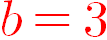 b = 3